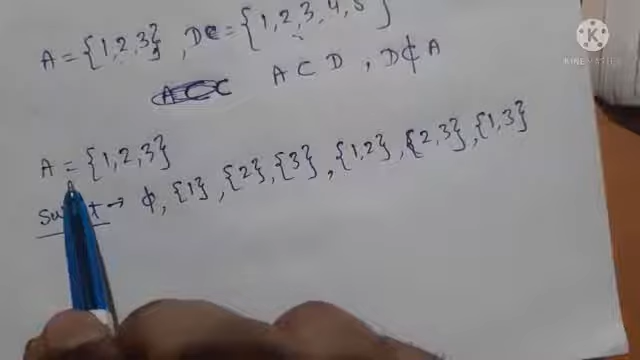 A = {1,2,3}, D = {1,2,3,4,5}
A ⊂ D, D ⊄ A
A = {1,2,3}
→ φ, {1}, {2}, {3}, {1,2}, {2,3}, {1,3}
KINEMASTER